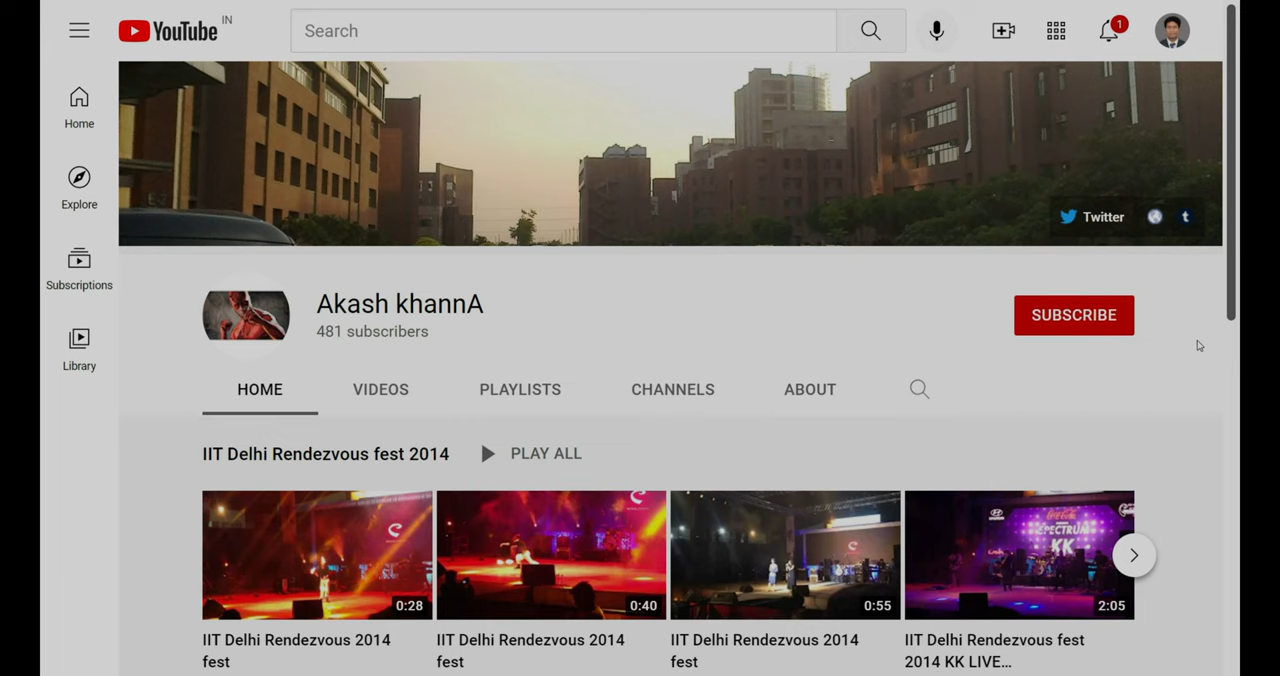 YouTube IN
Search
1
Home
Explore
Subscriptions
Library
Twitter
t
Akash khannA
481 subscribers
SUBSCRIBE
HOME VIDEOS PLAYLISTS CHANNELS ABOUT
IIT Delhi Rendezvous fest 2014 PLAY ALL
SPECTRUM
KK
0:28 0:40 0:55 2:05
IIT Delhi Rendezvous 2014
fest
IIT Delhi Rendezvous 2014
fest
IIT Delhi Rendezvous 2014
fest
IIT Delhi Rendezvous fest
2014 KK LIVE...